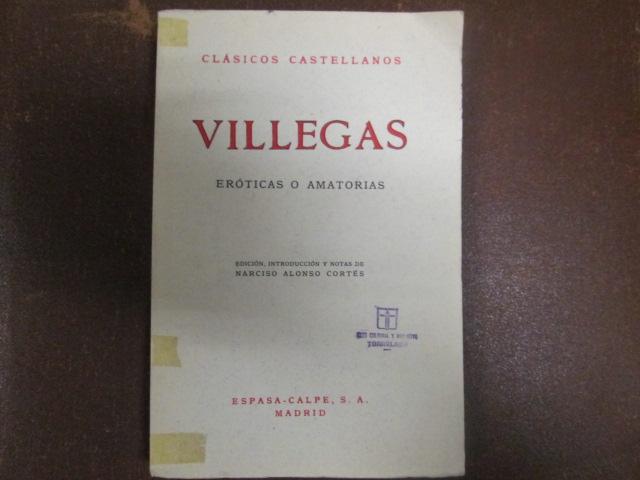 CLÁSICOS CASTELLANOS
VILLEGAS
ERÓTICAS O AMATORIAS
EDICIÓN, INTRODUCCIÓN Y NOTAS DE
NARCISO ALONSO CORTÉS
ESPASA-CALPE, S. A.
MADRID